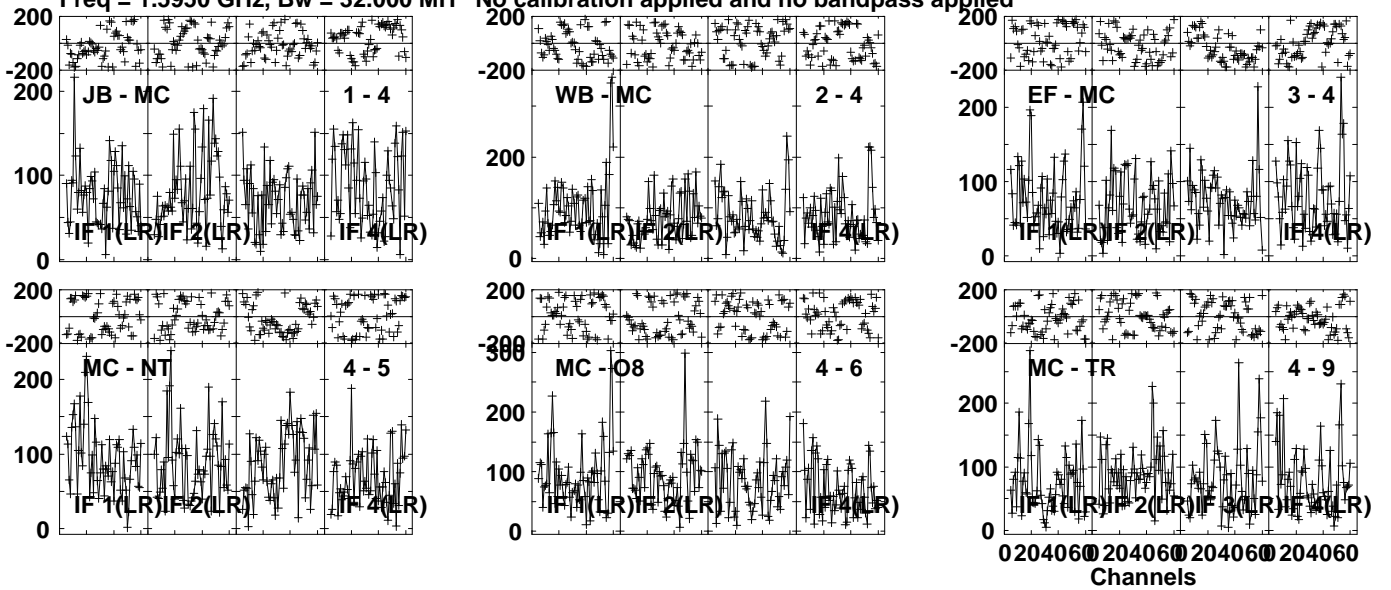 Freq = 1.5950 GHz, Bw = 32.000 MH No calibration applied and no bandpass applied
200 200 200
-200 -200 -200
200 JB - MC 1 - 4 WB - MC 2 - 4 EF - MC 3 - 4
200 200
100 100
IF 1(LR) IF 2(LR) IF 4(LR) IF 1(LR) IF 2(LR) IF 4(LR) IF 1(LR) IF 2(LR) IF 4(LR)
0 0 0
200 200 200
-200 -200 -200
300
MC - NT 4 - 5 MC - O8 4 - 6 MC - TR 4 - 9
200 200 200
100 100 100
IF 1(LR) IF 2(LR) IF 4(LR) IF 1(LR) IF 2(LR) IF 4(LR) IF 1(LR) IF 2(LR) IF 3(LR) IF 4(LR)
0 0 0
0 20 40 60 0 20 40 60 0 20 40 60 0 20 40 60
Channels